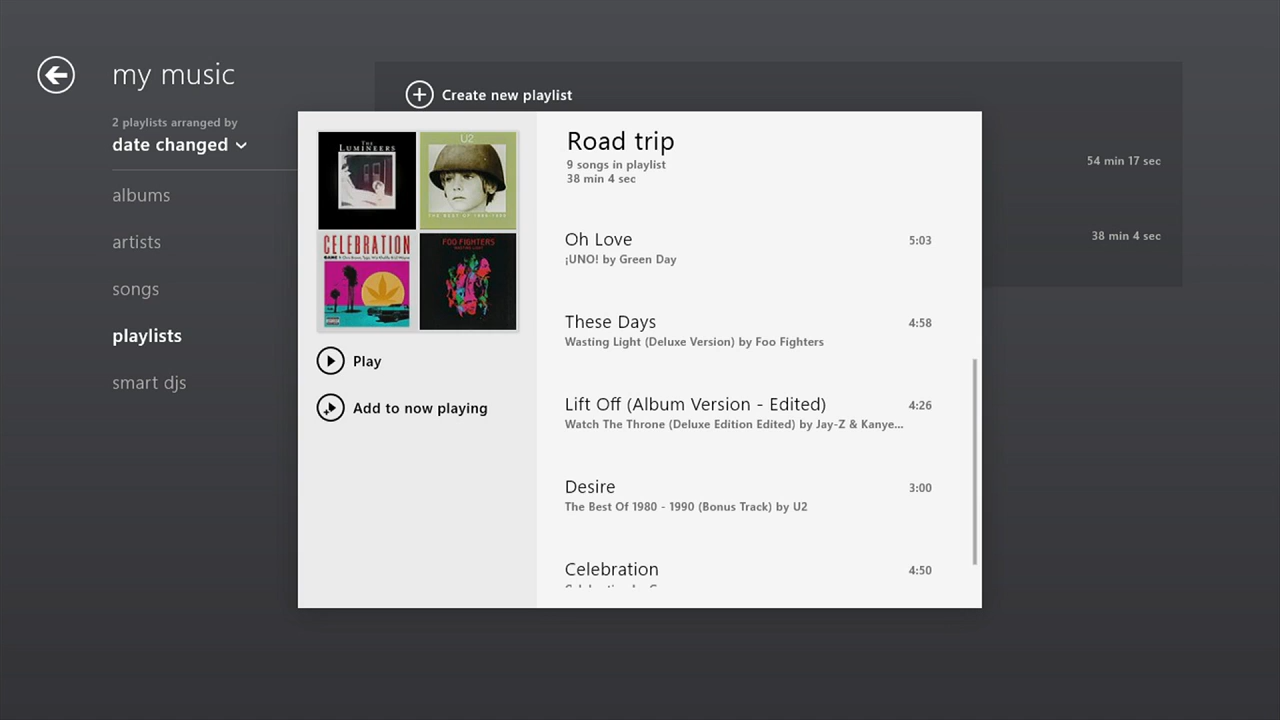 my music
2 playlists arranged by
date changed
albums
artists
songs
playlists
smart djs
Create new playlist
54 min 17 sec
38 min 4 sec
THE
LUMINEERS
U2
THE BEST OF 1980-1990
CELEBRATION
FOO FIGHTERS
WASTING LIGHT
Play
Add to now playing
Road trip
9 songs in playlist
38 min 4 sec
Oh Love 5:03
¡UNO! by Green Day
These Days 4:58
Wasting Light (Deluxe Version) by Foo Fighters
Lift Off (Album Version - Edited) 4:26
Watch The Throne (Deluxe Edition Edited) by Jay-Z & Kanye...
Desire 3:00
The Best Of 1980 - 1990 (Bonus Track) by U2
Celebration 4:50